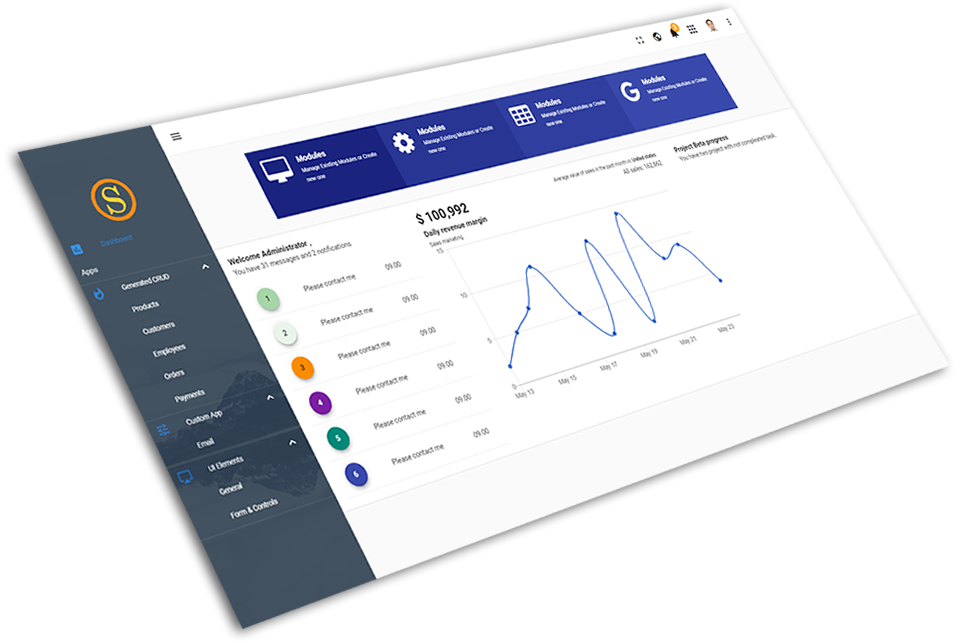 Modules
Manage Existing Modules or Create
new one
Modules
Manage Existing Modules or Create
new one
Modules
Manage Existing Modules or Create
new one
Modules
Manage Existing Modules or Create
new one
S
Dashboard
Apps
Generated CRUD
Products
Customers
Employees
Orders
Payments
Custom App
Email
UI Elements
General
Form & Controls
Welcome Administrator ,
You have 31 messages and 2 notifications
1 Please contact me 09:00
2 Please contact me 09:00
3 Please contact me 09:00
4 Please contact me 09:00
5 Please contact me 09:00
6 Please contact me 09:00
$ 100,992
Daily revenue margin
Sales marketing
Average value of sales in the past month in United states
All sales: 162,862
15
10
5
0
May 13
May 15
May 17
May 19
May 21
May 23
Project Beta progress
You have two project with not compleated task.